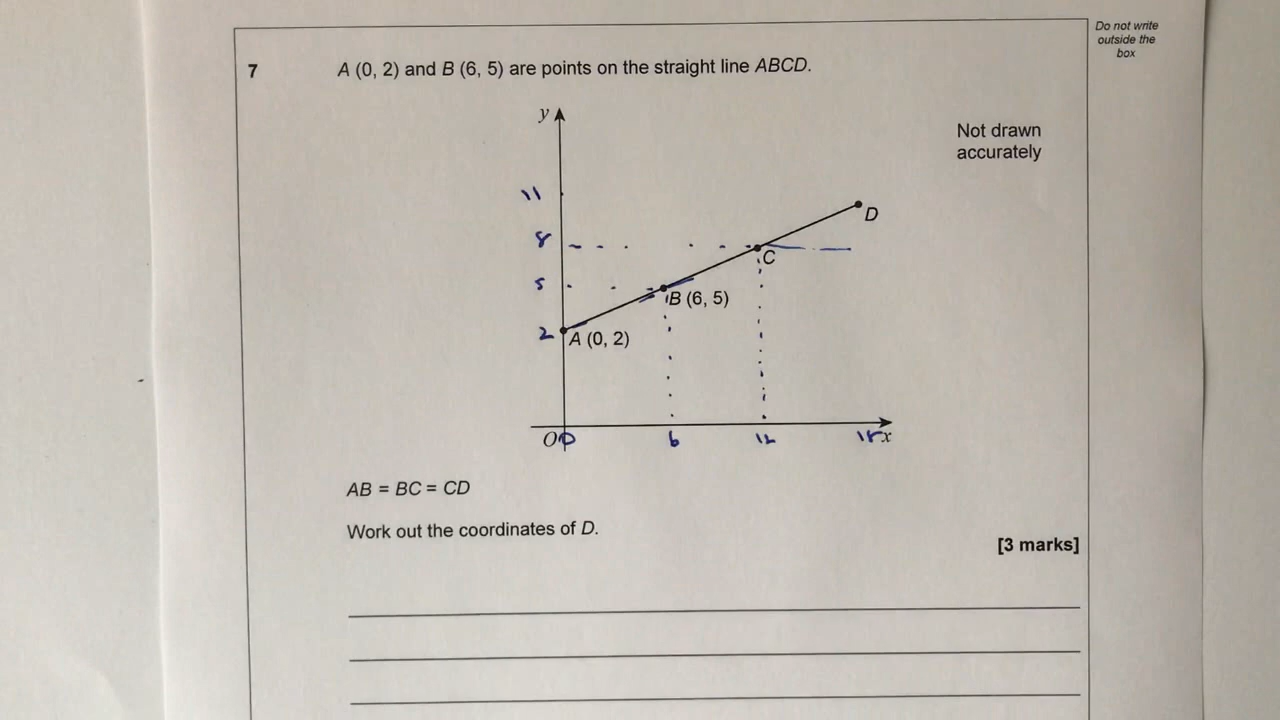 Do not write
outside the
box
7 A (0, 2) and B (6, 5) are points on the straight line ABCD.
Not drawn
accurately
y
11
8
5
2
D
C
B (6, 5)
A (0, 2)
O 0 6 12 18 x
AB = BC = CD
Work out the coordinates of D.
[3 marks]